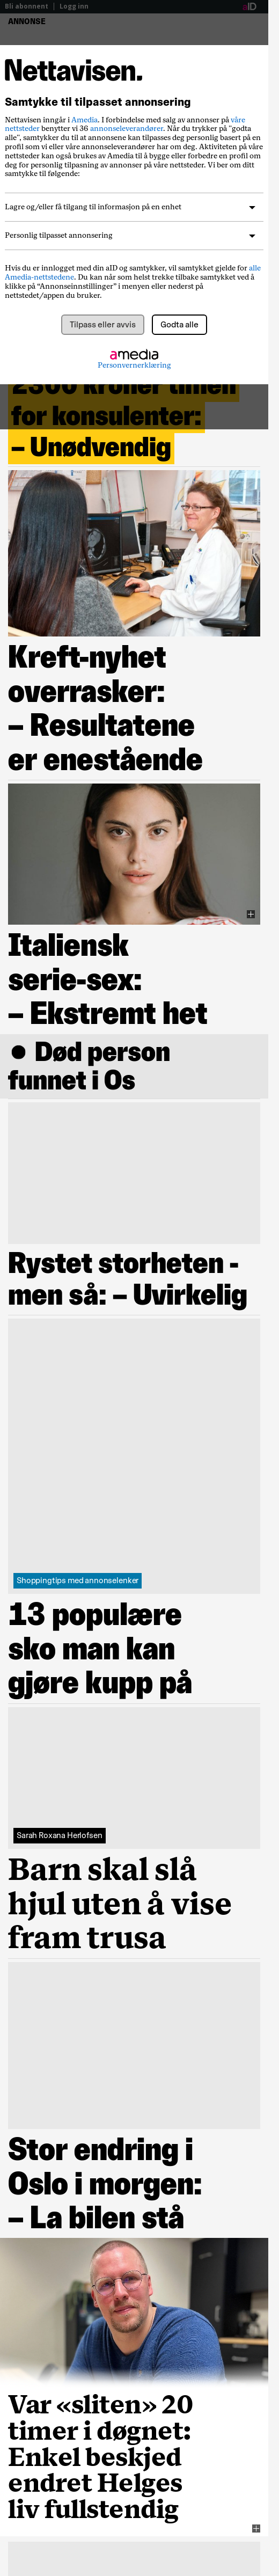 Bli abonnent | Logg inn
aID
ANNONSE
Nettavisen.
Samtykke til tilpasset annonsering
Nettavisen inngår i Amedia. I forbindelse med salg av annonser på våre
nettsteder benytter vi 36 annonseleverandører. Når du trykker på "godta
alle", samtykker du til at annonsene kan tilpasses deg personlig basert på en
profil som vi eller våre annonseleverandører har om deg. Aktiviteten på våre
nettsteder kan også brukes av Amedia til å bygge eller forbedre en profil om
deg for personlig tilpasning av annonser på våre nettsteder. Vi ber om ditt
samtykke til følgende:
Lagre og/eller få tilgang til informasjon på en enhet
Personlig tilpasset annonsering
Hvis du er innlogget med din aID og samtykker, vil samtykket gjelde for alle
Amedia-nettstedene. Du kan når som helst trekke tilbake samtykket ved å
klikke på “Annonseinnstillinger” i menyen eller nederst på
nettstedet/appen du bruker.
Tilpass eller avvis
Godta alle
amedia
Personvernerklæring
2300 kroner timen
for konsulenter:
– Unødvendig
Kreft-nyhet
overrasker:
– Resultatene
er enestående
Italiensk
serie-sex:
– Ekstremt het
● Død person
funnet i Os
Rystet storheten -
men så: – Uvirkelig
Shoppingtips med annonselenker
13 populære
sko man kan
gjøre kupp på
Sarah Roxana Herlofsen
Barn skal slå
hjul uten å vise
fram trusa
Stor endring i
Oslo i morgen:
– La bilen stå
Var «sliten» 20
timer i døgnet:
Enkel beskjed
endret Helges
liv fullstendig